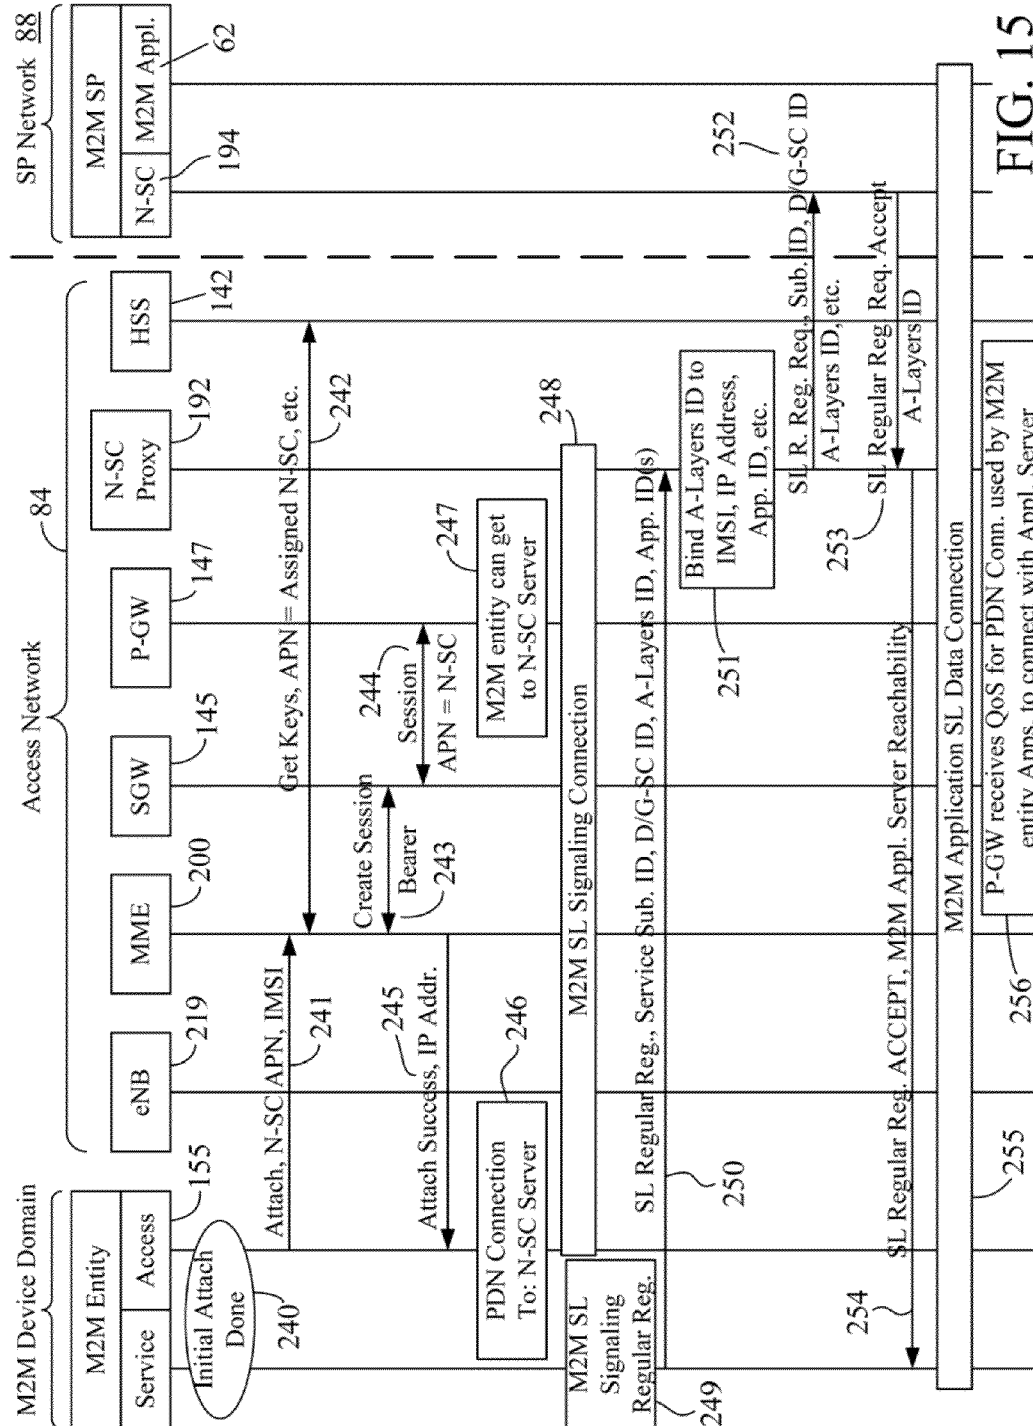 M2M Device Domain
Access Network
84
SP Network 88
M2M Entity
Service
Access
155
eNB
219
MME
200
SGW
145
P-GW
147
N-SC
Proxy
192
HSS
142
M2M SP
N-SC
M2M Appl.
194
62
Initial Attach
Done
240
Attach, N-SC APN, IMSI
241
Get Keys, APN = Assigned N-SC, etc.
242
Create Session
Bearer
243
244
Session
APN = N-SC
245
Attach Success, IP Addr.
PDN Connection
To: N-SC Server
246
M2M entity can get
to N-SC Server
247
M2M SL Signaling Connection
248
M2M SL
Signaling
Regular Reg.
249
SL Regular Reg., Service Sub. ID, D/G-SC ID, A-Layers ID, App. ID(s)
250
Bind A-Layers ID to
IMSI, IP Address,
App. ID, etc.
251
252
SL R. Reg. Req., Sub. ID, D/G-SC ID
A-Layers ID, etc.
SL Regular Reg. Req. Accept
A-Layers ID
253
SL Regular Reg. ACCEPT, M2M Appl. Server Reachability
254
M2M Application SL Data Connection
255
P-GW receives QoS for PDN Conn. used by M2M
entity Apps. to connect with Appl. Server
256
FIG. 15